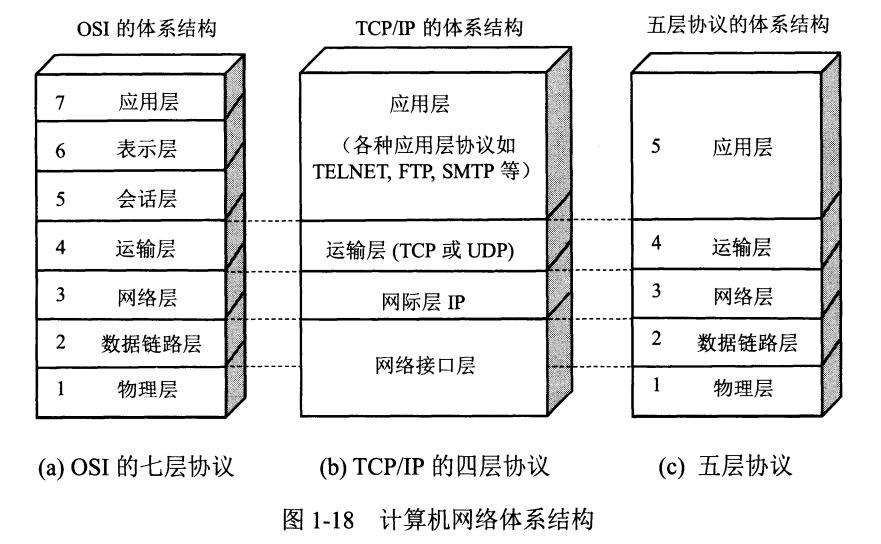 OSI 的体系结构
7 应用层
6 表示层
5 会话层
4 运输层
3 网络层
2 数据链路层
1 物理层
(a) OSI 的七层协议
TCP/IP 的体系结构
应用层
（各种应用层协议如
TELNET, FTP, SMTP 等）
运输层 (TCP 或 UDP)
网际层 IP
网络接口层
(b) TCP/IP 的四层协议
五层协议的体系结构
5 应用层
4 运输层
3 网络层
2 数据链路层
1 物理层
(c) 五层协议
图 1-18 计算机网络体系结构